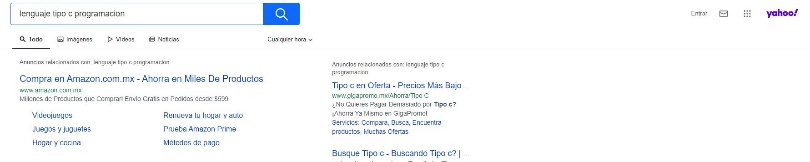 lenguaje tipo c programacion
Entrar
yahoo!
Todo
Imágenes
Videos
Noticias
Cualquier hora
Anuncios relacionados con: lenguaje tipo c programacion
Compra en Amazon.com.mx - Ahorra en Miles De Productos
www.amazon.com.mx
Millones de Productos que Comprar! Envío Gratis en Pedidos desde $599
Videojuegos
Renueva tu hogar y auto
Juegos y juguetes
Prueba Amazon Prime
Hogar y cocina
Métodos de pago
Anuncios relacionados con: lenguaje tipo c
programacion
Tipo c en Oferta - Precios Más Bajo...
www.gigapromo.mx/Ahorra/Tipo C
¿No Quieres Pagar Demasiado por Tipo c?
¡Ahorra Ya Mismo en GigaPromo!
Servicios: Compara, Busca, Encuentra
productos, Muchas Ofertas
Busque Tipo c - Buscando Tipo c? | ...